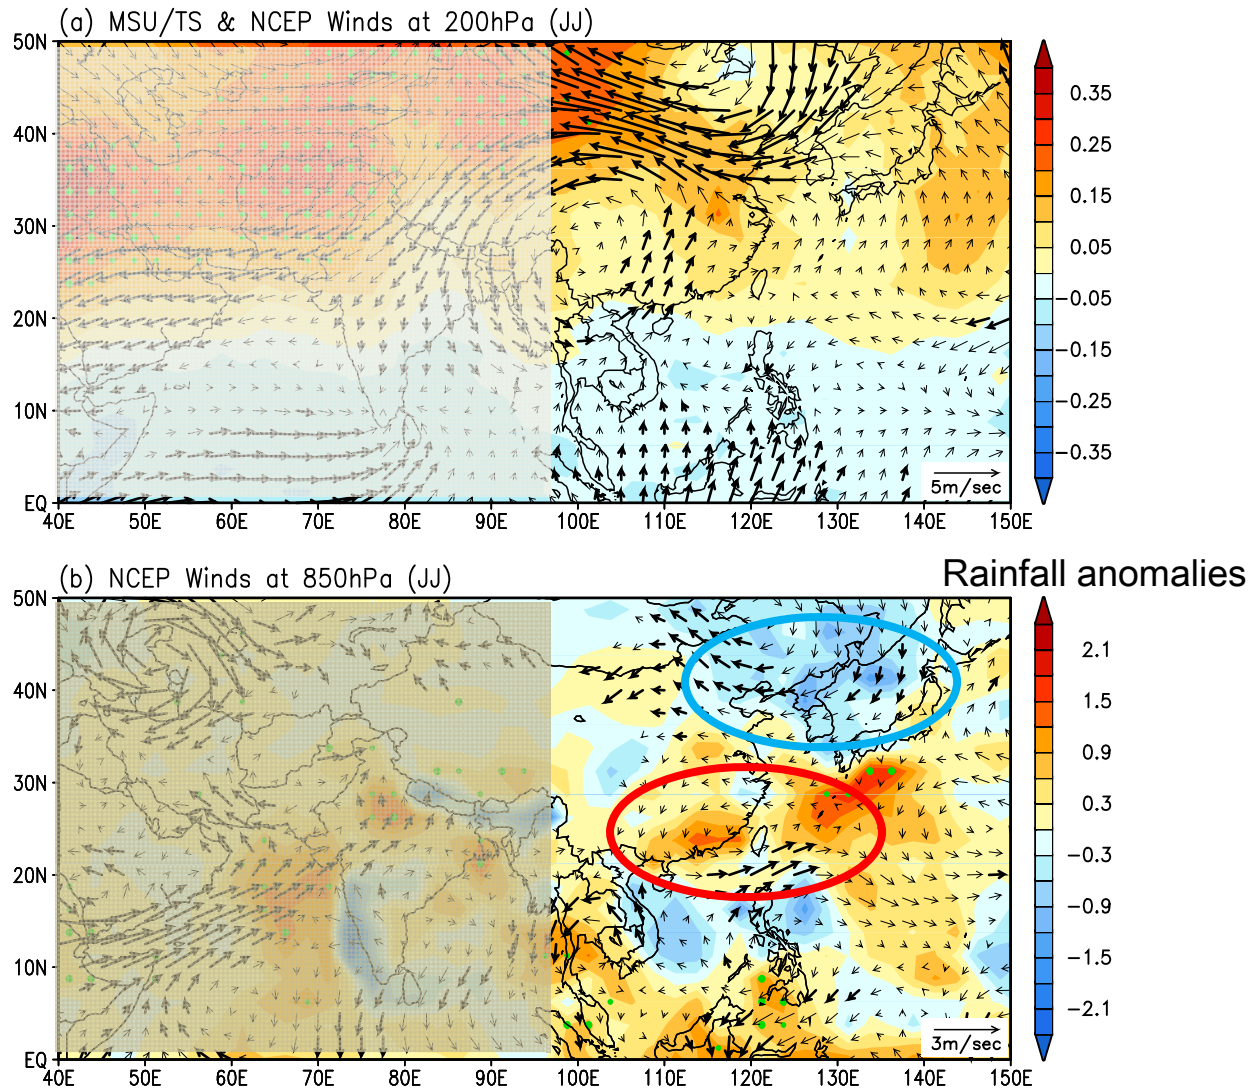 (a) MSU/TS & NCEP Winds at 200hPa (JJ)
50N
40N
30N
20N
10N
EQ
40E 50E 60E 70E 80E 90E 100E 110E 120E 130E 140E 150E
5m/sec
0.35
0.25
0.15
0.05
−0.05
−0.15
−0.25
−0.35
(b) NCEP Winds at 850hPa (JJ)
Rainfall anomalies
50N
40N
30N
20N
10N
EQ
40E 50E 60E 70E 80E 90E 100E 110E 120E 130E 140E 150E
3m/sec
2.1
1.5
0.9
0.3
−0.3
−0.9
−1.5
−2.1